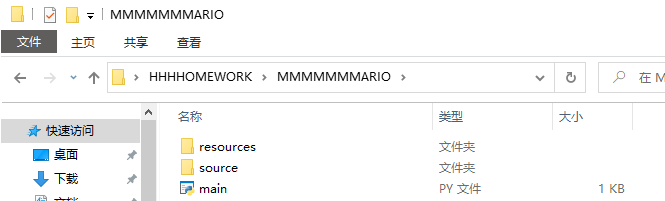 MMMMMMMARIO
文件 主页 共享 查看
HHHHOMEWORK > MMMMMMMARIO > 在 M
名称 类型 大小
快速访问
resources 文件夹
桌面
source 文件夹
下载
main PY 文件 1 KB